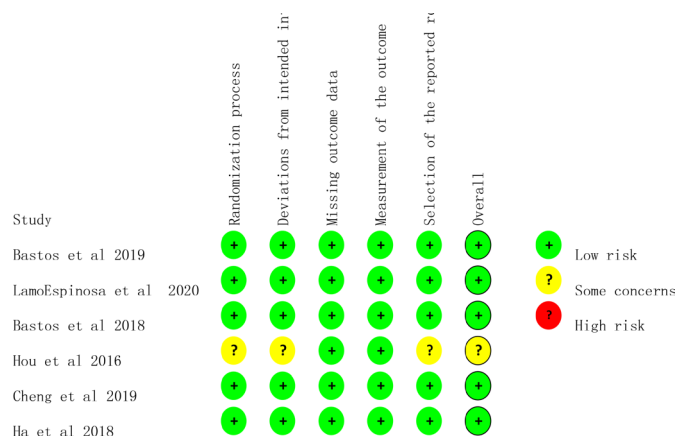 Randomization process
Deviations from intended in
Missing outcome data
Measurement of the outcome
Selection of the reported re
Overall
Study
Bastos et al 2019
+ + + + + +
+ Low risk
LamoEspinosa et al 2020
+ + + + + +
? Some concerns
Bastos et al 2018
+ + + + + +
? High risk
Hou et al 2016
? ? + + ? ?
Cheng et al 2019
+ + + + + +
Ha et al 2018
+ + + + + +